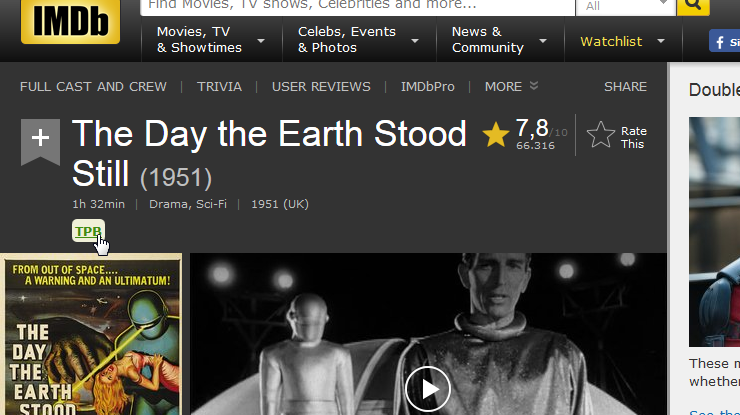 IMDb
Find Movies, TV shows, Celebrities and more...
All
Movies, TV
& Showtimes
Celebs, Events
& Photos
News &
Community
Watchlist
f Si
FULL CAST AND CREW | TRIVIA | USER REVIEWS | IMDbPro | MORE
SHARE
The Day the Earth Stood
Still (1951)
7,8/10
66.316
Rate
This
1h 32min | Drama, Sci-Fi | 1951 (UK)
TPB
FROM OUT OF SPACE....
A WARNING AND AN ULTIMATUM!
THE
DAY
THE
EARTH
STOOD
Double
These m
whether
See the